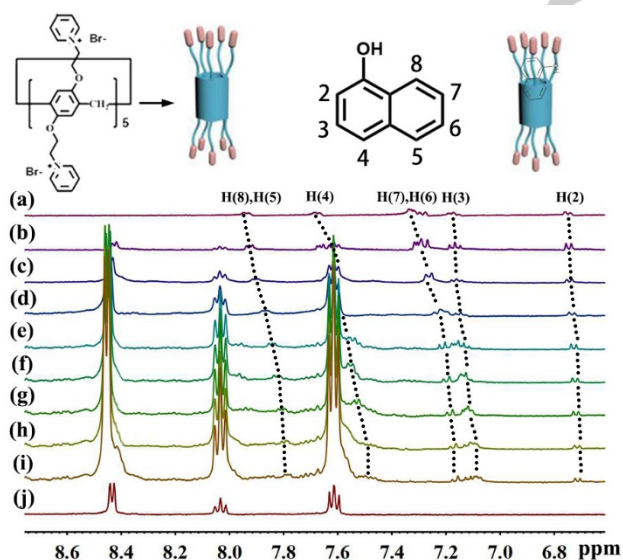 N+
Br-
O
CH2
5
O
Br-
N+
OH
2
8
3
7
4
6
5
(a)
H(8),H(5)
H(4)
H(7),H(6)
H(3)
H(2)
(b)
(c)
(d)
(e)
(f)
(g)
(h)
(i)
(j)
8.6
8.4
8.2
8.0
7.8
7.6
7.4
7.2
7.0
6.8
ppm